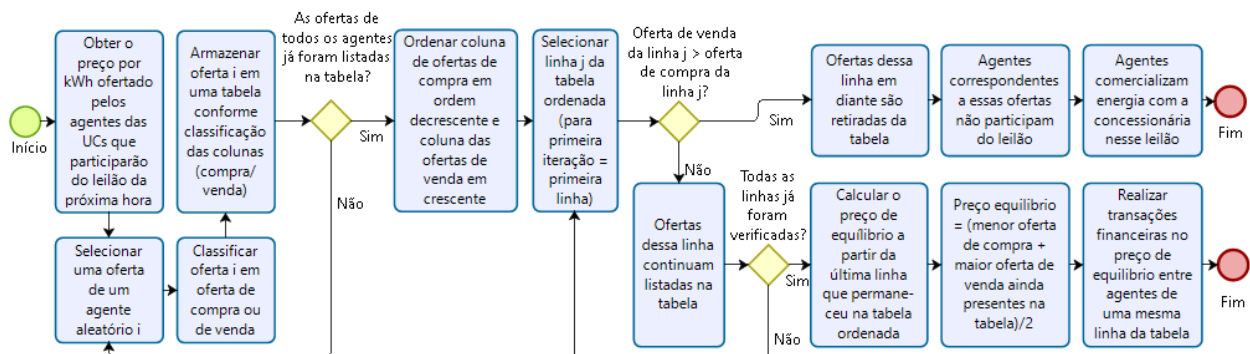 Início
Obter o
preço por
kWh ofertado
pelos
agentes das
UCs que
participarão
do leilão da
próxima hora
Selecionar
uma oferta
de um
agente
aleatório i
Classificar
oferta i em
oferta de
compra ou
de venda
Armazenar
oferta i em
uma tabela
conforme
classificação
das colunas
(compra/
venda)
As ofertas de
todos os agentes
já foram listadas
na tabela?
Sim
Não
Ordenar coluna
de ofertas de
compra em
ordem
decrescente e
coluna das
ofertas de
venda em
crescente
Selecionar
linha j da
tabela
ordenada
(para
primeira
iteração =
primeira
linha)
Oferta de venda
da linha j > oferta
de compra da
linha j?
Sim
Não
Ofertas dessa
linha em
diante são
retiradas da
tabela
Agentes
correspondentes
a essas ofertas
não participam
do leilão
Agentes
comercializam
energia com a
concessionária
nesse leilão
Fim
Ofertas
dessa linha
continuam
listadas na
tabela
Todas as
linhas já
foram
verificadas?
Sim
Não
Calcular o
preço de
equílibrio a
partir da
última linha
que permane-
ceu na tabela
ordenada
Preço equilibrio
= (menor oferta
de compra +
maior oferta de
venda ainda
presentes na
tabela)/2
Realizar
transações
financeiras no
preço de
equilibrio entre
agentes de
uma mesma
linha da tabela
Fim